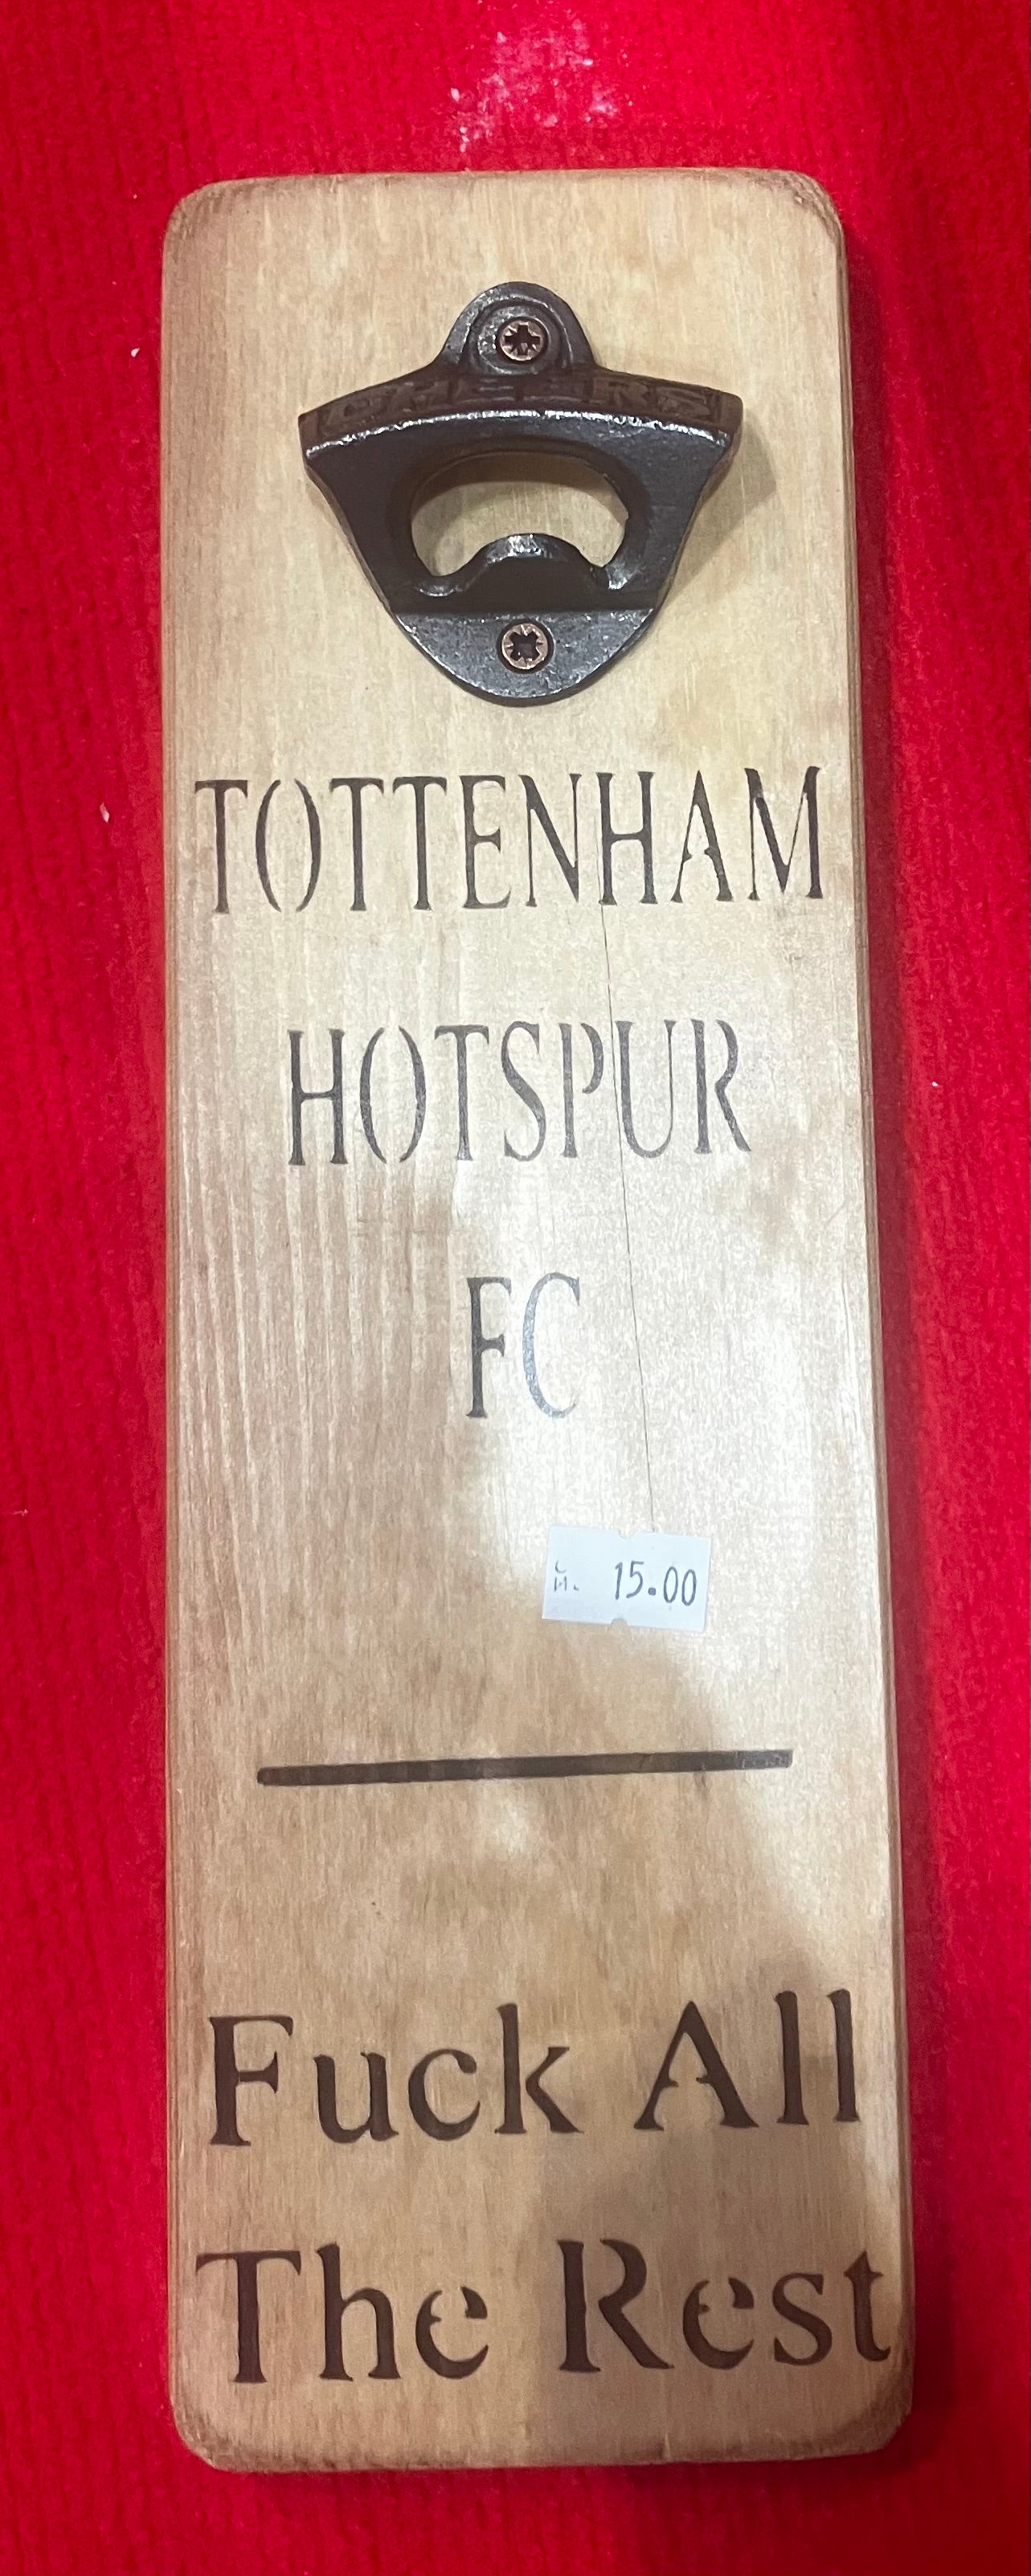 TOTTENHAM
HOTSPUR
FC
15.00
Fuck All
The Rest